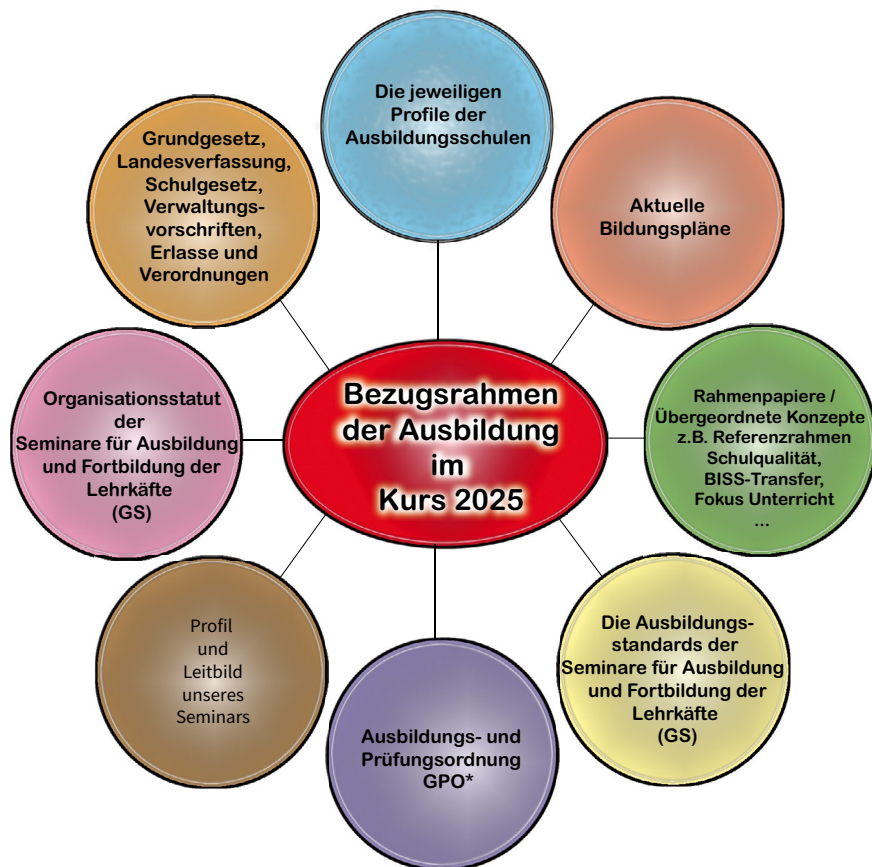 Die jeweiligen
Profile der
Ausbildungsschulen
Grundgesetz,
Landesverfassung,
Schulgesetz,
Verwaltungs-
vorschriften,
Erlasse und
Verordnungen
Aktuelle
Bildungspläne
Bezugsrahmen
der Ausbildung
im
Kurs 2025
Organisationsstatut
der
Seminare für Ausbildung
und Fortbildung der
Lehrkäfte
(GS)
Rahmenpapiere /
Übergeordnete Konzepte
z.B. Referenzrahmen
Schulqualität,
BISS-Transfer,
Fokus Unterricht
...
Profil
und
Leitbild
unseres
Seminars
Die Ausbildungs-
standards der
Seminare für Ausbildung
und Fortbildung der
Lehrkäfte
(GS)
Ausbildungs- und
Prüfungsordnung
GPO*